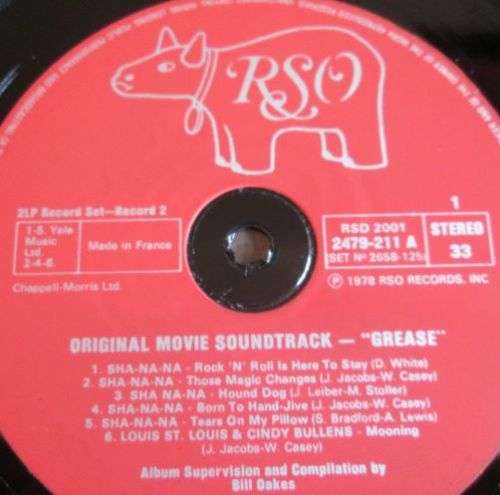 RSO
2LP Record Set—Record 2
1-5. Yele
Music
Ltd.
2-4-6.
Made in France
Chappell-Morris Ltd.
1
RSD 2001
2479-211 A
(SET Nº 2658-125)
STEREO
33
℗ 1978 RSO RECORDS, INC
ORIGINAL MOVIE SOUNDTRACK — "GREASE"
1. SHA-NA-NA - Rock 'N' Roll Is Here To Stay (D. White)
2. SHA-NA-NA - Those Magic Changes (J. Jacobs-W. Casey)
3. SHA NA-NA - Hound Dog (J. Leiber-M. Stoller)
4. SHA-NA-NA - Born To Hand-Jive (J. Jacobs-W. Casey)
5. SHA-NA-NA - Tears On My Pillow (S. Bradford-A. Lewis)
6. LOUIS ST. LOUIS & CINDY BULLENS - Mooning
(J. Jacobs-W. Casey)
Album Supervision and Compilation by
Bill Oakes